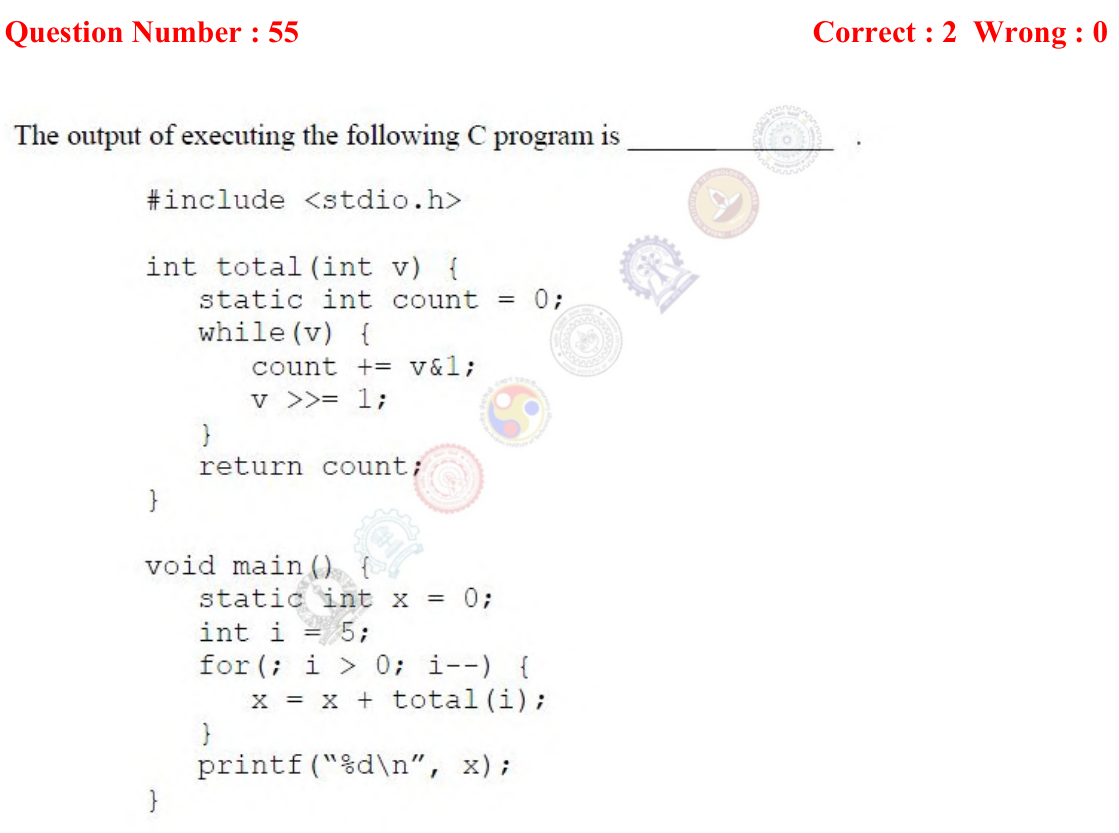 Question Number : 55 Correct : 2 Wrong : 0
The output of executing the following C program is ______________ .
#include <stdio.h>
int total(int v) {
static int count = 0;
while(v) {
count += v&1;
v >>= 1;
}
return count;
}
void main() {
static int x = 0;
int i = 5;
for(; i > 0; i--) {
x = x + total(i);
}
printf(“%d\n”, x);
}